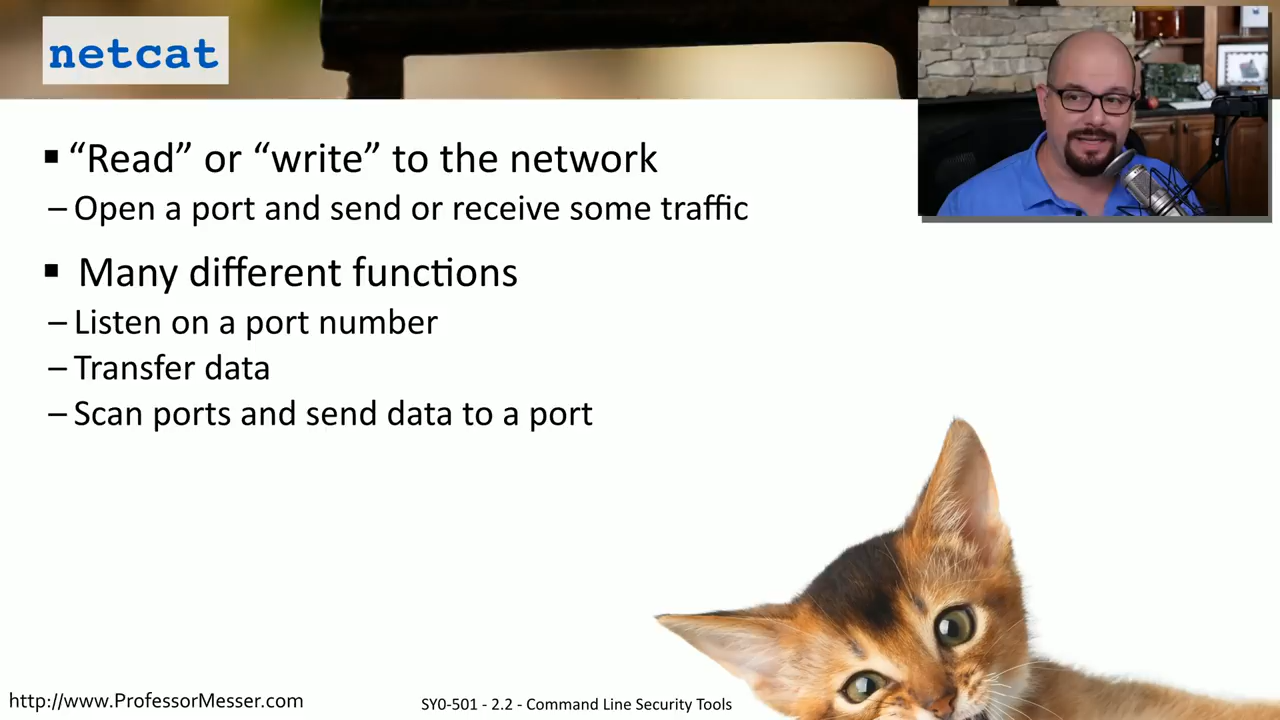 netcat
▪ “Read” or “write” to the network
– Open a port and send or receive some traffic
▪ Many different functions
– Listen on a port number
– Transfer data
– Scan ports and send data to a port
http://www.ProfessorMesser.com
SY0-501 - 2.2 - Command Line Security Tools